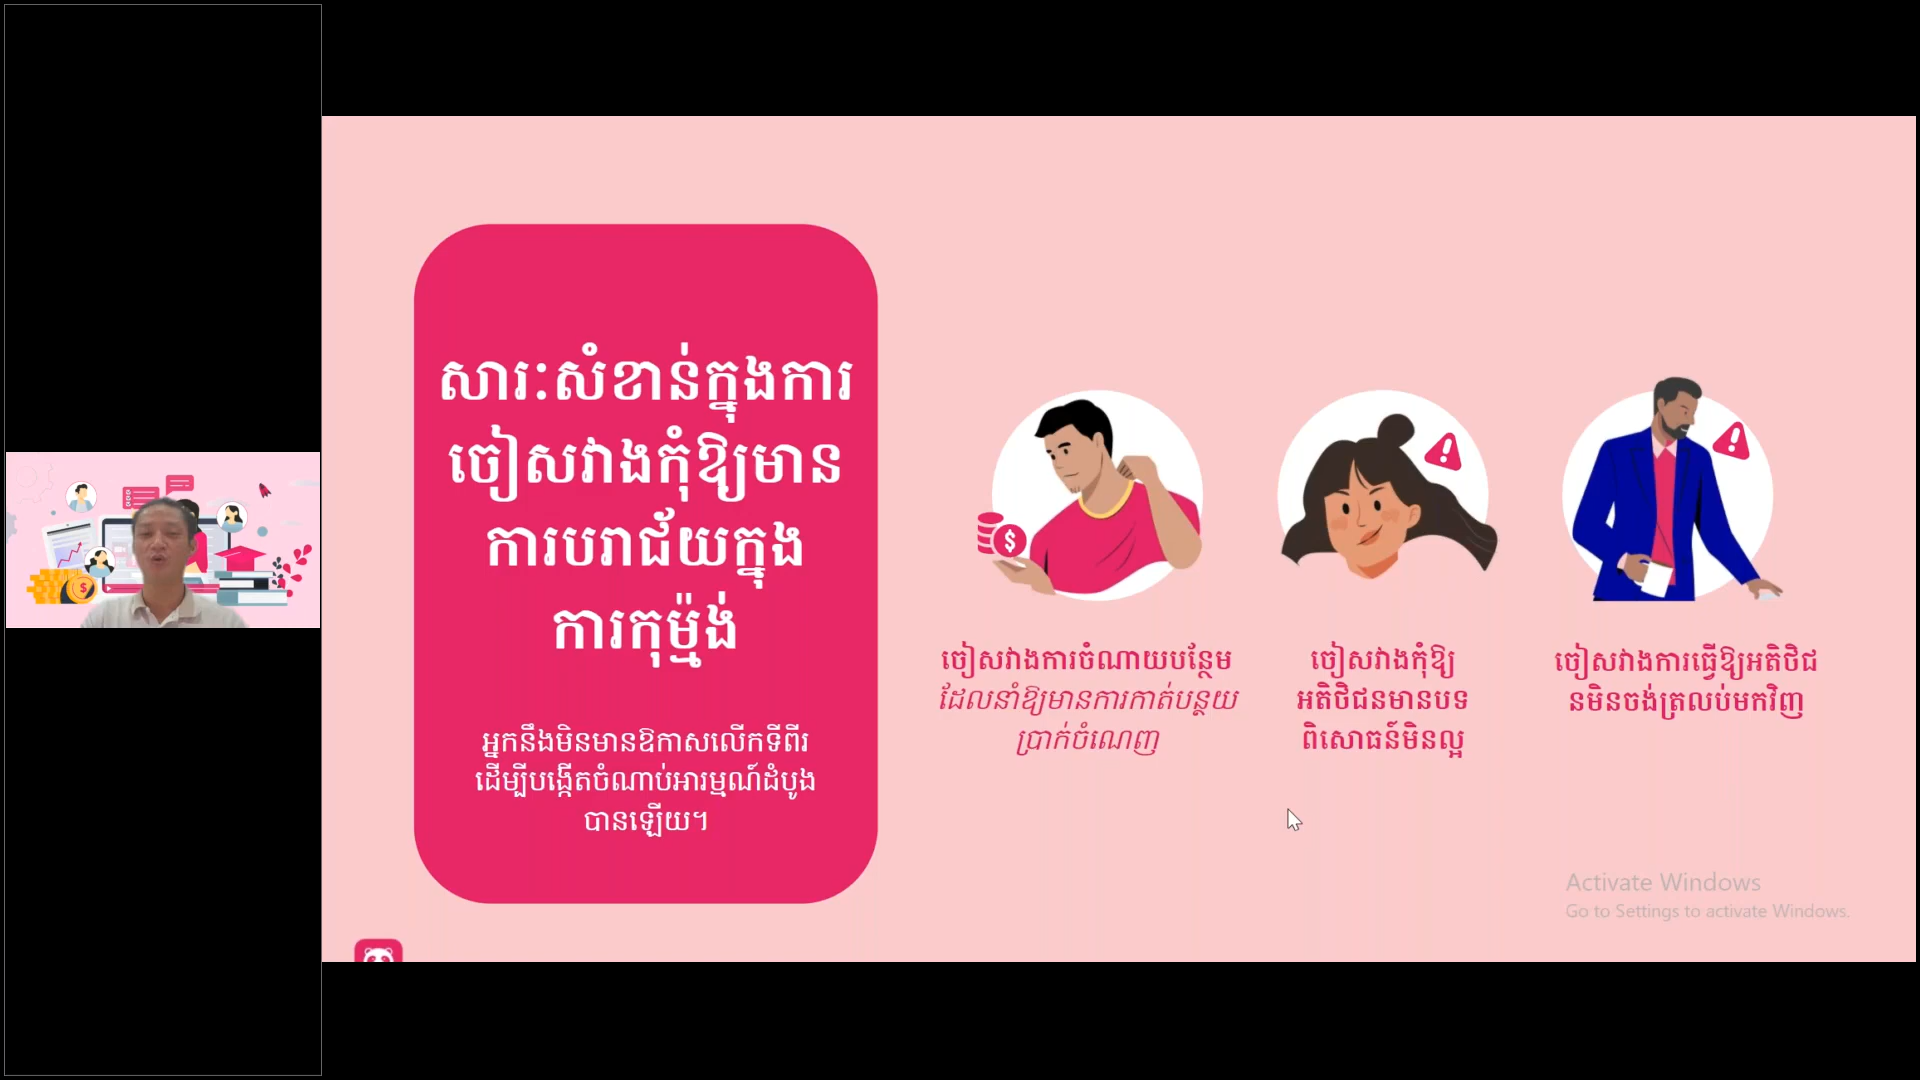 សារៈសំខាន់ក្នុងការ
ចៀសវាងកុំឱ្យមាន
ការបរាជ័យក្នុង
ការកុម្ម៉ង់
អ្នកនឹងមិនមានឱកាសលើកទីពីរ
ដើម្បីបង្កើតចំណាប់អារម្មណ៍ដំបូង
បានឡើយ។
ចៀសវាងការចំណាយបន្ថែម
ដែលនាំឱ្យមានការកាត់បន្ថយ
ប្រាក់ចំណេញ
ចៀសវាងកុំឱ្យ
អតិថិជនមានបទ
ពិសោធន៍មិនល្អ
ចៀសវាងការធ្វើឱ្យអតិថិជ
នមិនចង់ត្រលប់មកវិញ
Activate Windows
Go to Settings to activate Windows.